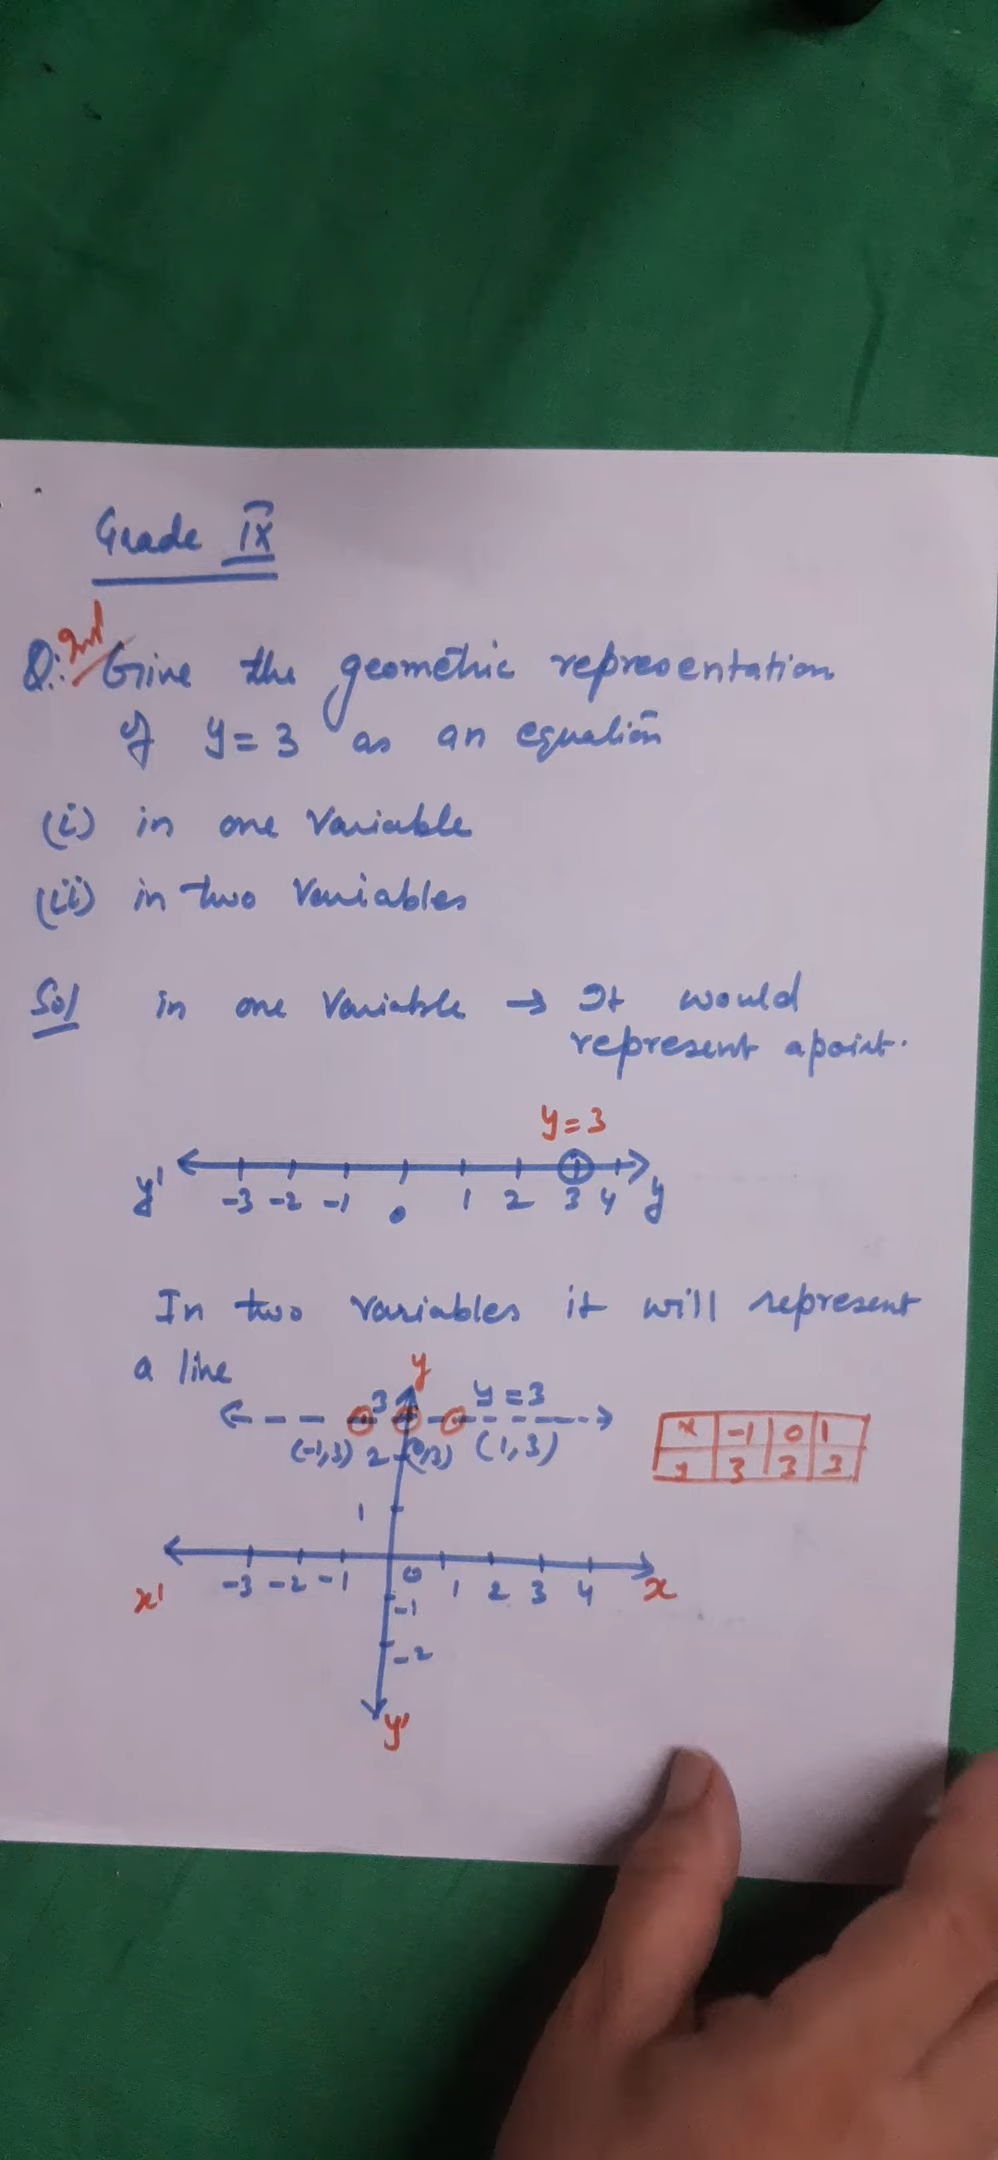 Grade IX
Q: 2nd Give the geometric representation
of y = 3 as an equation
(i) in one variable
(ii) in two variables
Sol in one variable → It would
represent a point.
y = 3
y' -3 -2 -1 0 1 2 3 4 y
In two variables it will represent
a line
y
3 y = 3
(-1,3) 2 (0,3) (1,3)
x -1 0 1
y 3 3 3
1
x' -3 -2 -1 0 1 2 3 4 x
-1
-2
y'